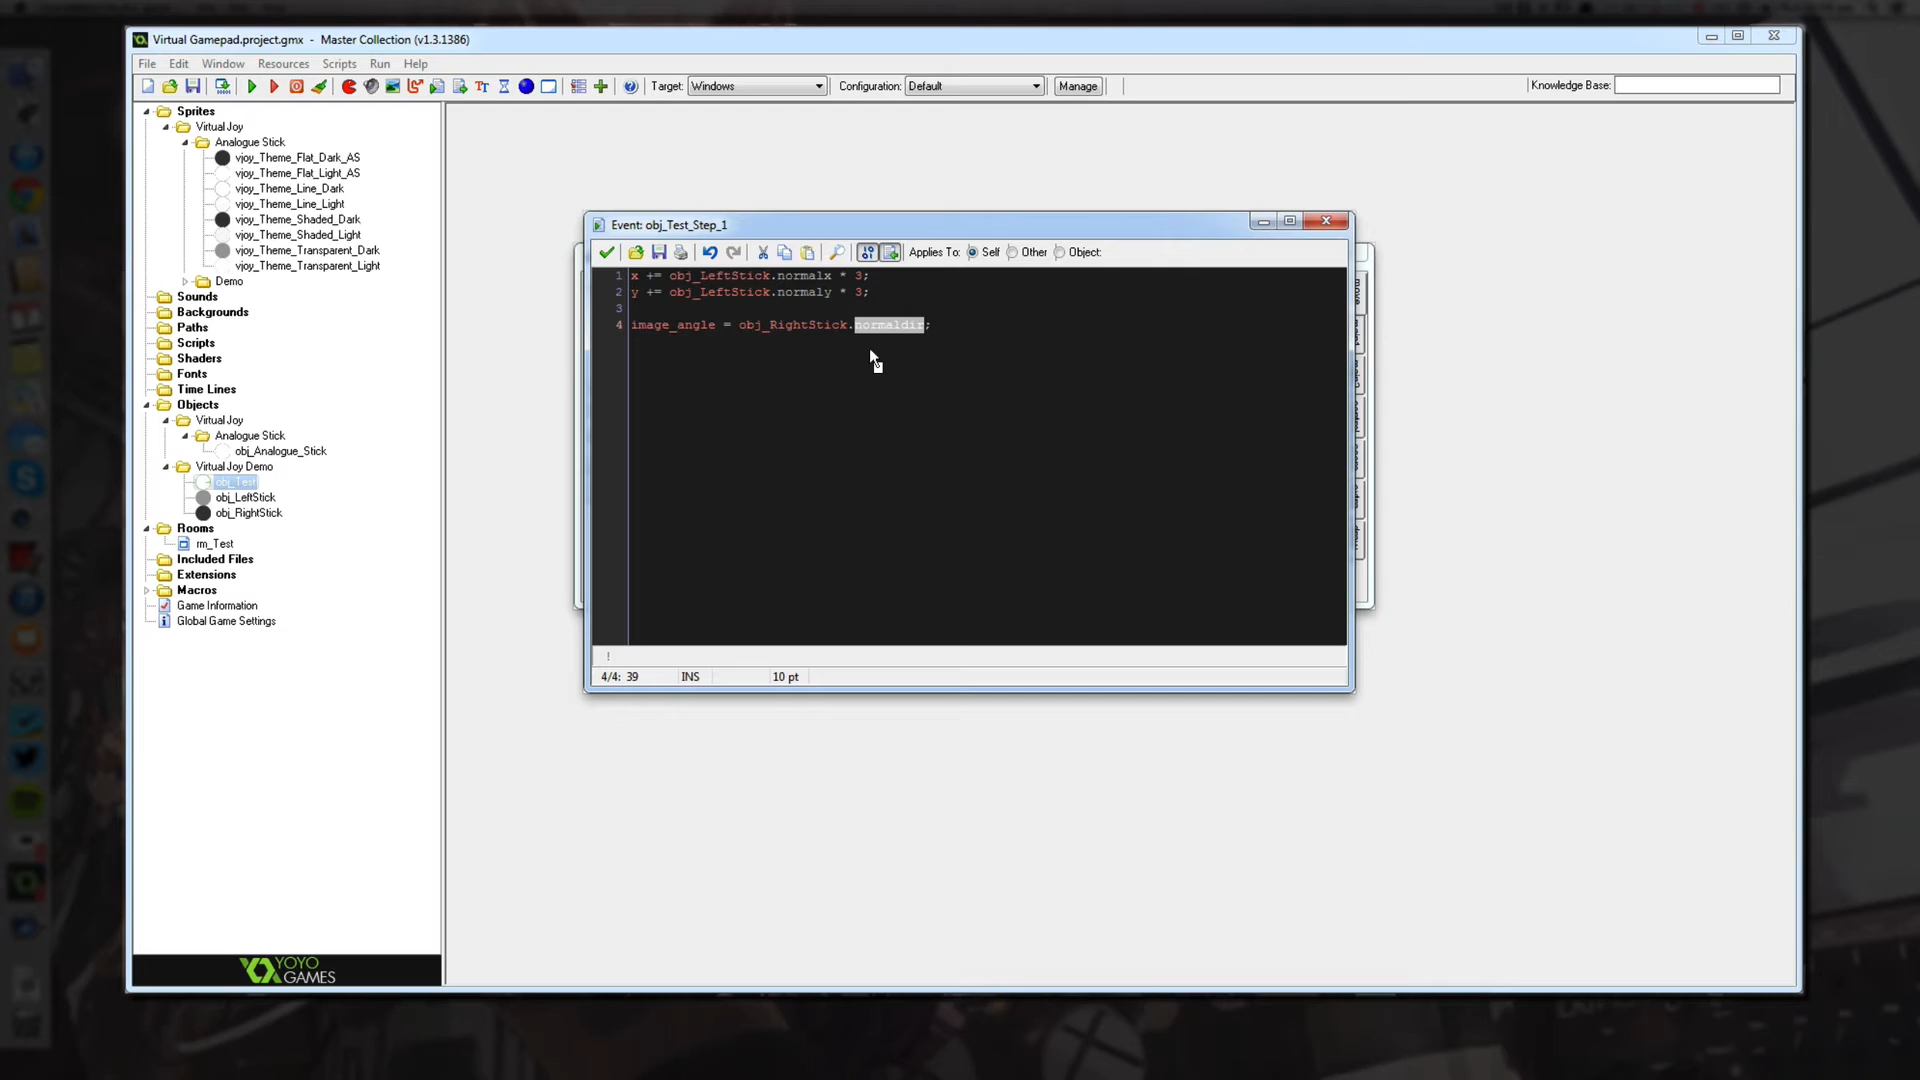 Virtual Gamepad.project.gmx - Master Collection (v1.3.1386)
File Edit Window Resources Scripts Run Help
Target: Windows Configuration: Default Manage Knowledge Base:
Sprites
Virtual Joy
Analogue Stick
vjoy_Theme_Flat_Dark_AS
vjoy_Theme_Flat_Light_AS
vjoy_Theme_Line_Dark
vjoy_Theme_Line_Light
vjoy_Theme_Shaded_Dark
vjoy_Theme_Shaded_Light
vjoy_Theme_Transparent_Dark
vjoy_Theme_Transparent_Light
Demo
Sounds
Backgrounds
Paths
Scripts
Shaders
Fonts
Time Lines
Objects
Virtual Joy
Analogue Stick
obj_Analogue_Stick
Virtual Joy Demo
obj_Test
obj_LeftStick
obj_RightStick
Rooms
rm_Test
Included Files
Extensions
Macros
Game Information
Global Game Settings
YOYO
GAMES
Event: obj_Test_Step_1
Applies To: Self Other Object:
1 x += obj_LeftStick.normalx * 3;
2 y += obj_LeftStick.normaly * 3;
3
4 image_angle = obj_RightStick.normaldir;
!
4/4: 39 INS 10 pt